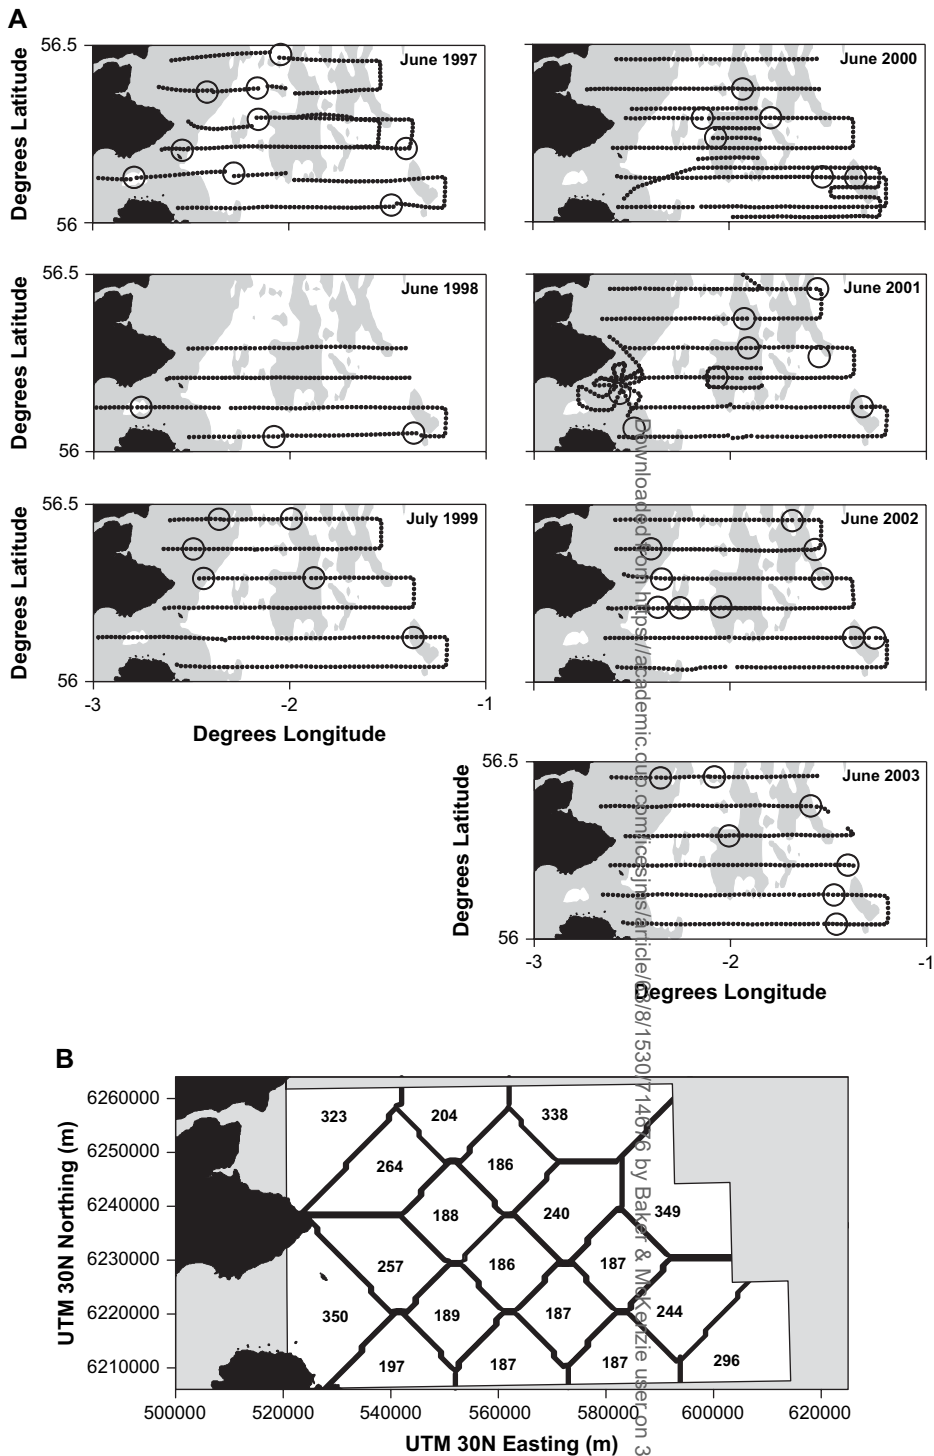 A
56.5
June 1997
June 2000
Degrees Latitude
56
56.5
June 1998
June 2001
Degrees Latitude
56
56.5
July 1999
June 2002
Degrees Latitude
56
-3
-2
-1
Degrees Longitude
56.5
June 2003
Degrees Latitude
56
-3
-2
-1
Degrees Longitude
B
6260000
6250000
6240000
6230000
6220000
6210000
UTM 30N Northing (m)
323
204
338
264
186
188
240
349
257
186
187
350
189
187
244
197
187
187
296
500000
520000
540000
560000
580000
600000
620000
UTM 30N Easting (m)
Downloaded from https://academic.oup.com/icesjms/article/63/8/1530/714676 by Baker & McKenzie user on 3